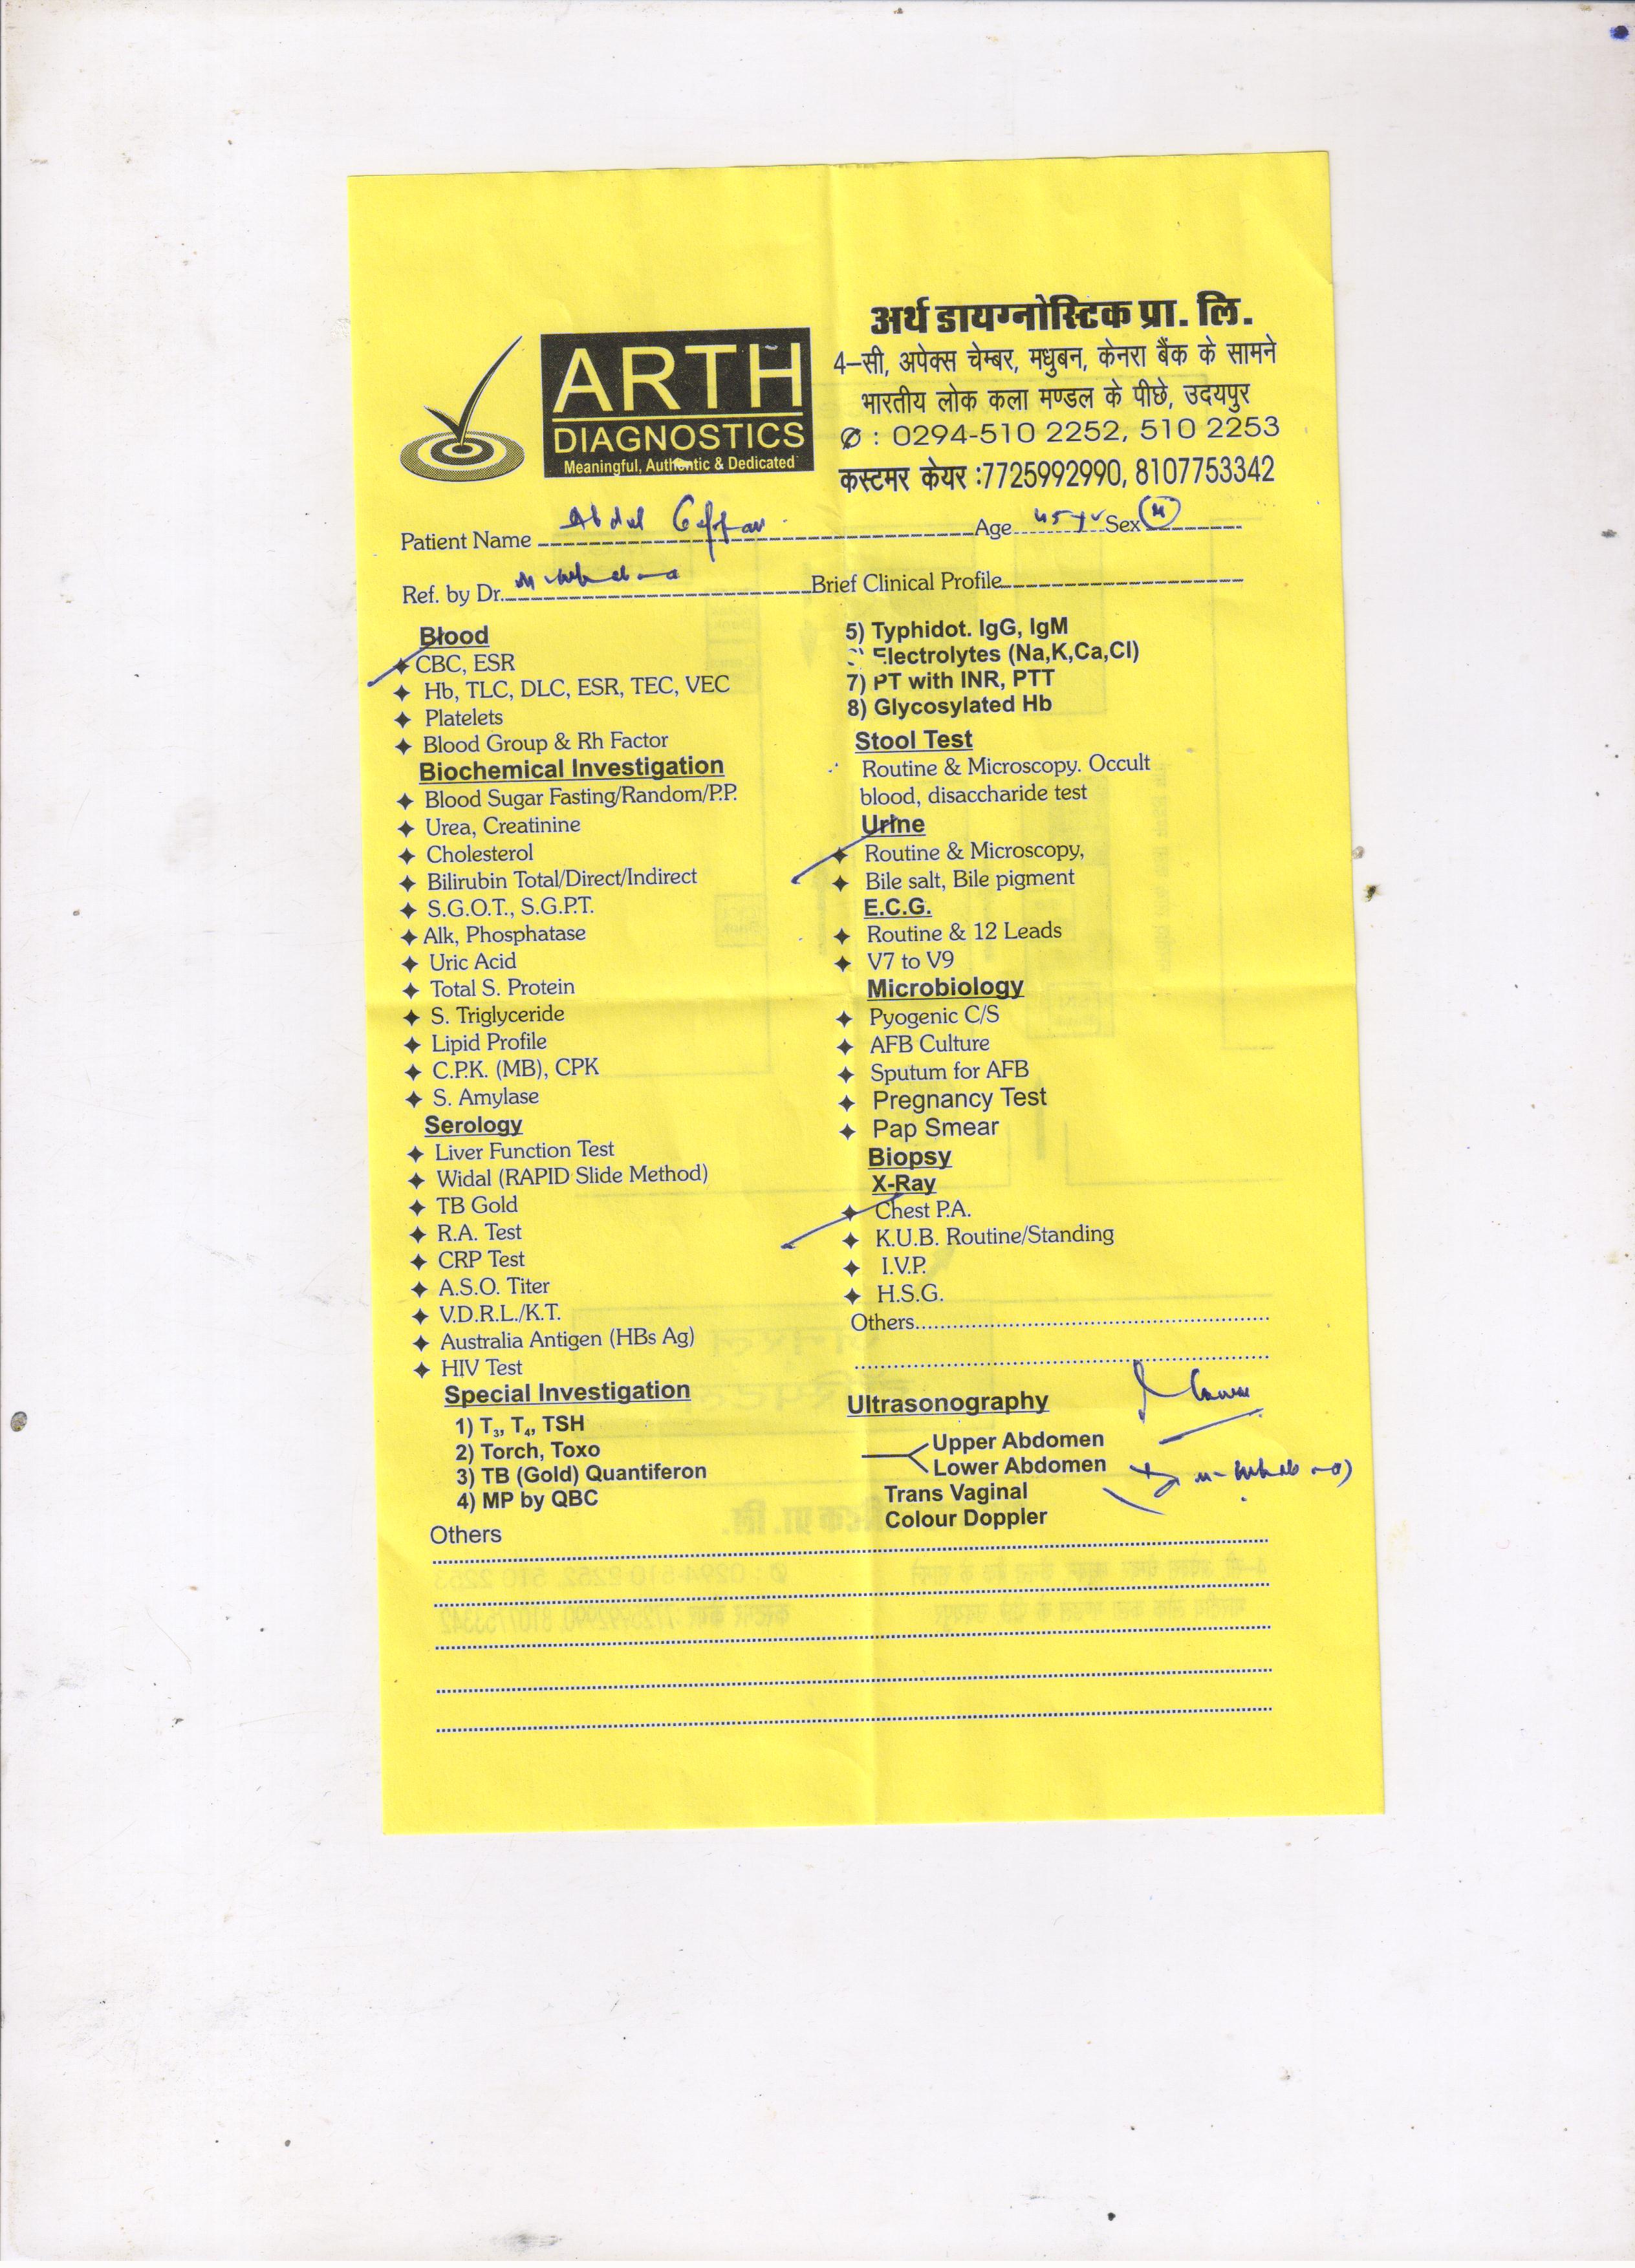 अर्थ डायग्नोस्टिक प्रा. लि.
ARTH
DIAGNOSTICS
Meaningful, Authentic & Dedicated
4-सी, अपेक्स चेम्बर, मधुबन, केनरा बैंक के सामने
भारतीय लोक कला मण्डल के पीछे, उदयपुर
: 0294-510 2252, 510 2253
कस्टमर केयर :7725992990, 8107753342
Patient Name Abdul Gaffar Age 45 yr Sex M
Ref. by Dr. Brief Clinical Profile
Blood
CBC, ESR
Hb, TLC, DLC, ESR, TEC, VEC
Platelets
Blood Group & Rh Factor
Biochemical Investigation
Blood Sugar Fasting/Random/P.P.
Urea, Creatinine
Cholesterol
Bilirubin Total/Direct/Indirect
S.G.O.T., S.G.P.T.
Alk, Phosphatase
Uric Acid
Total S. Protein
S. Triglyceride
Lipid Profile
C.P.K. (MB), CPK
S. Amylase
Serology
Liver Function Test
Widal (RAPID Slide Method)
TB Gold
R.A. Test
CRP Test
A.S.O. Titer
V.D.R.L./K.T.
Australia Antigen (HBs Ag)
HIV Test
Special Investigation
1) T₃, T₄, TSH
2) Torch, Toxo
3) TB (Gold) Quantiferon
4) MP by QBC
Others
5) Typhidot. IgG, IgM
Electrolytes (Na,K,Ca,Cl)
7) PT with INR, PTT
8) Glycosylated Hb
Stool Test
Routine & Microscopy. Occult
blood, disaccharide test
Urine
Routine & Microscopy,
Bile salt, Bile pigment
E.C.G.
Routine & 12 Leads
V7 to V9
Microbiology
Pyogenic C/S
AFB Culture
Sputum for AFB
Pregnancy Test
Pap Smear
Biopsy
X-Ray
Chest P.A.
K.U.B. Routine/Standing
I.V.P.
H.S.G.
Others
Ultrasonography
Upper Abdomen
Lower Abdomen
Trans Vaginal
Colour Doppler